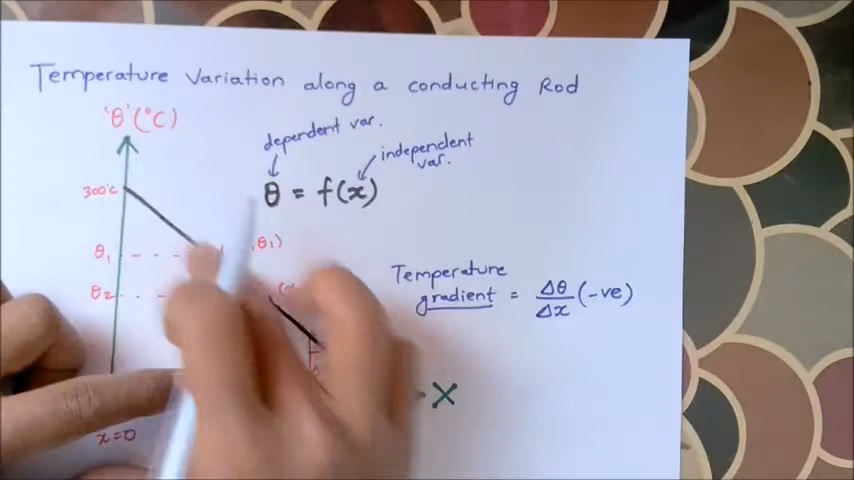 Temperature Variation along a conducting Rod
'θ'(°C)
dependent var.
independent
var.
θ = f(x)
300°C
θ₁
, θ₁)
θ₂
Temperature
gradient = Δθ/Δx (-ve)
X
x=0